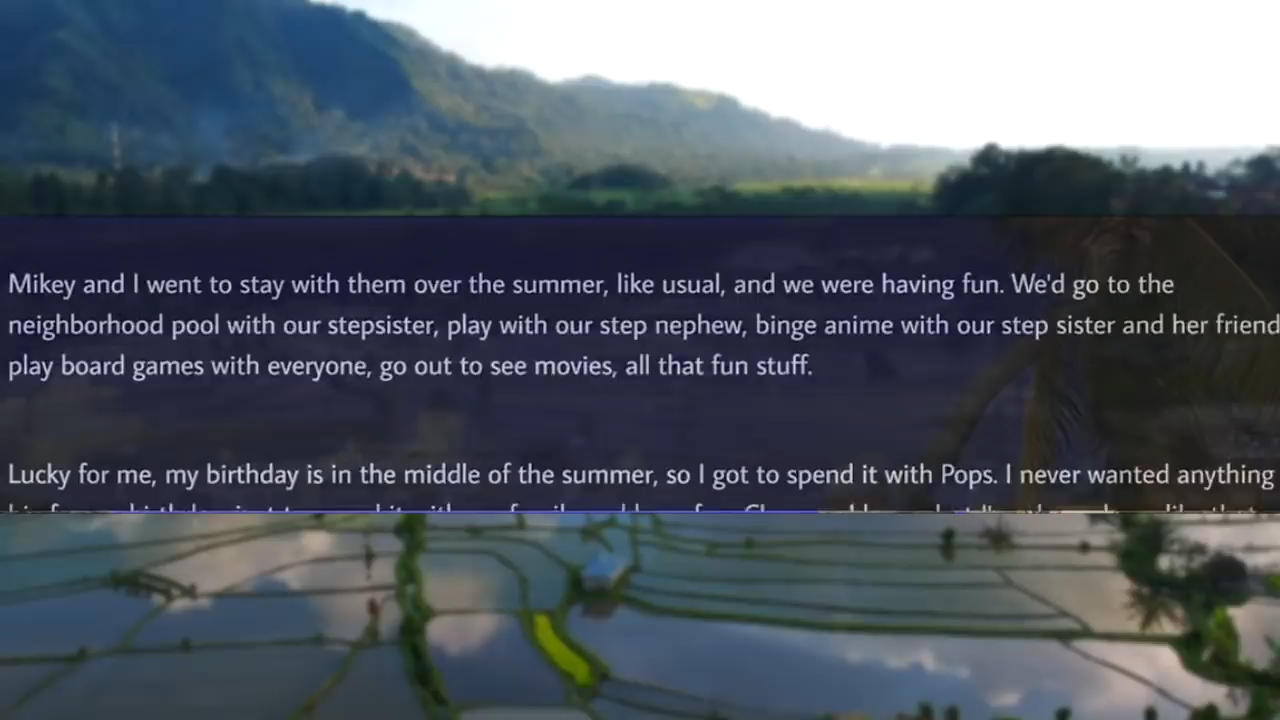 Mikey and I went to stay with them over the summer, like usual, and we were having fun. We'd go to the
neighborhood pool with our stepsister, play with our step nephew, binge anime with our step sister and her friend
play board games with everyone, go out to see movies, all that fun stuff.
Lucky for me, my birthday is in the middle of the summer, so I got to spend it with Pops. I never wanted anything